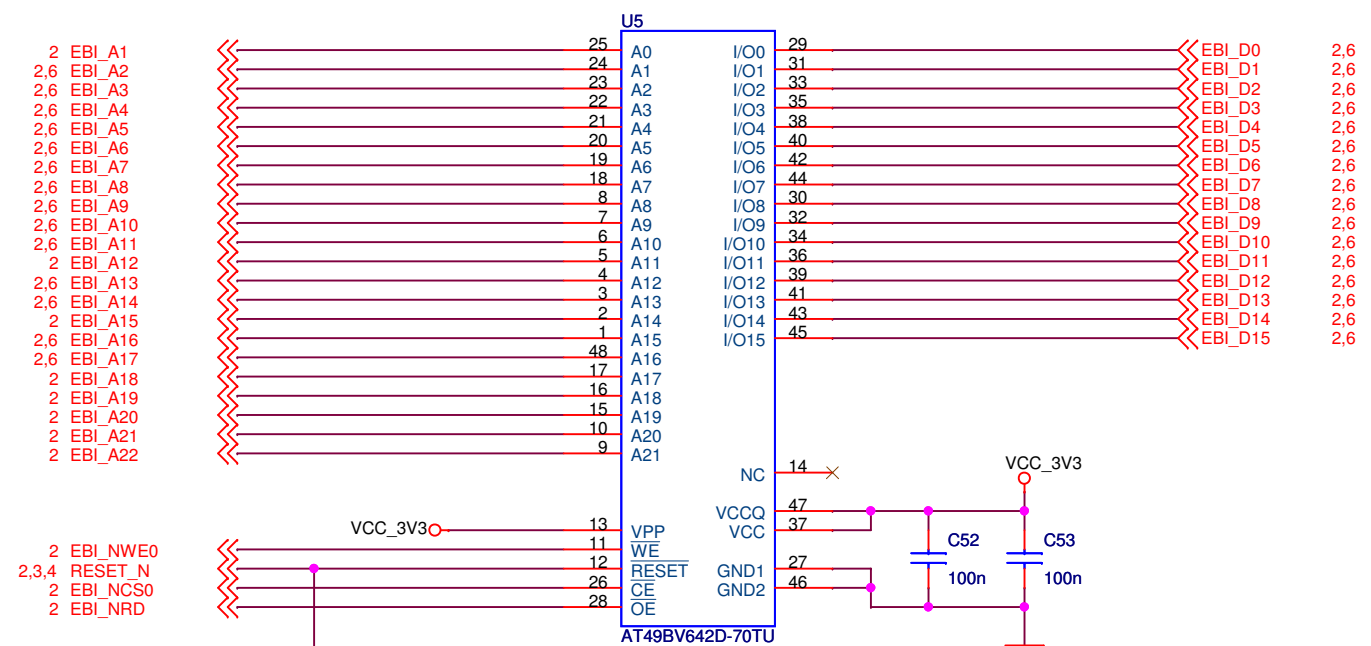 U5
2 EBI_A1 25 A0 I/O0 29 EBI_D0 2,6
2,6 EBI_A2 24 A1 I/O1 31 EBI_D1 2,6
2,6 EBI_A3 23 A2 I/O2 33 EBI_D2 2,6
2,6 EBI_A4 22 A3 I/O3 35 EBI_D3 2,6
2,6 EBI_A5 21 A4 I/O4 38 EBI_D4 2,6
2,6 EBI_A6 20 A5 I/O5 40 EBI_D5 2,6
2,6 EBI_A7 19 A6 I/O6 42 EBI_D6 2,6
2,6 EBI_A8 18 A7 I/O7 44 EBI_D7 2,6
2,6 EBI_A9 8 A8 I/O8 30 EBI_D8 2,6
2,6 EBI_A10 7 A9 I/O9 32 EBI_D9 2,6
2,6 EBI_A11 6 A10 I/O10 34 EBI_D10 2,6
2 EBI_A12 5 A11 I/O11 36 EBI_D11 2,6
2,6 EBI_A13 4 A12 I/O12 39 EBI_D12 2,6
2,6 EBI_A14 3 A13 I/O13 41 EBI_D13 2,6
2 EBI_A15 2 A14 I/O14 43 EBI_D14 2,6
2,6 EBI_A16 1 A15 I/O15 45 EBI_D15 2,6
2,6 EBI_A17 48 A16
2 EBI_A18 17 A17
2 EBI_A19 16 A18
2 EBI_A20 15 A19
2 EBI_A21 10 A20
2 EBI_A22 9 A21
NC 14
VCC_3V3
VCCQ 47
VCC_3V3 13 VPP VCC 37
2 EBI_NWE0 11 WE
C52 C53
2,3,4 RESET_N 12 RESET GND1 27
100n 100n
2 EBI_NCS0 26 CE GND2 46
2 EBI_NRD 28 OE
AT49BV642D-70TU